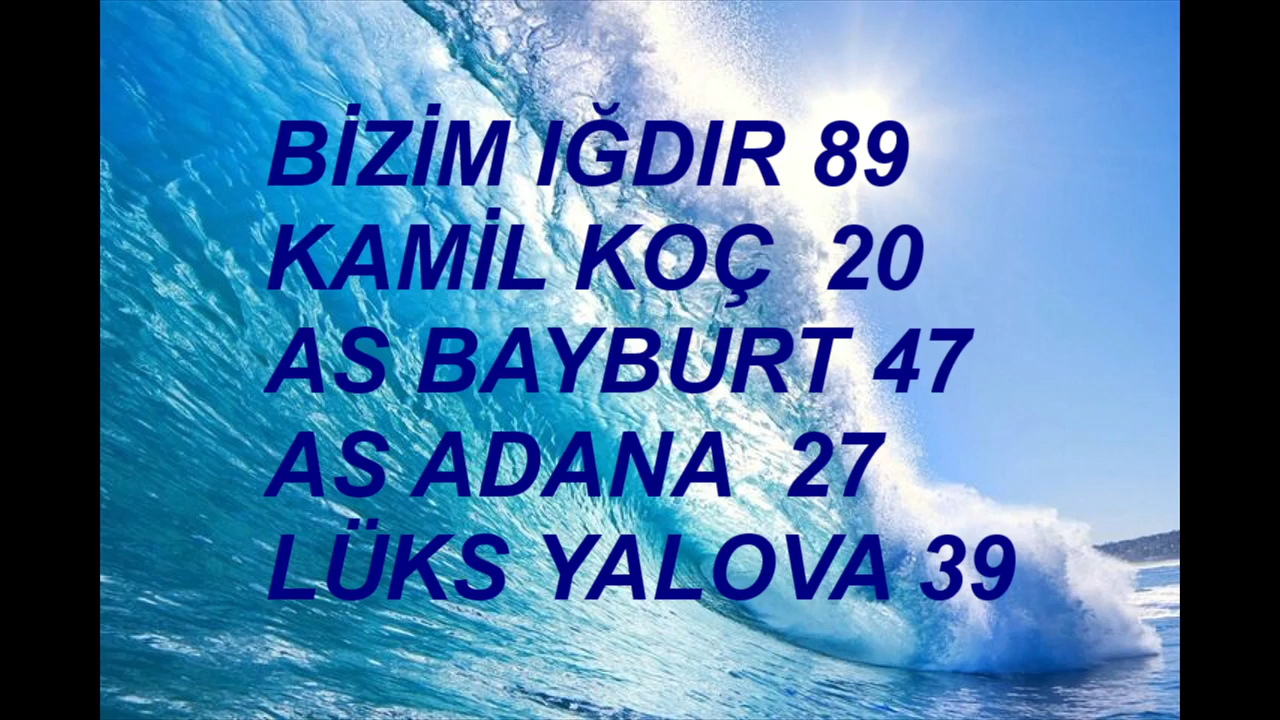 BİZİM IĞDIR 89
KAMİL KOÇ  20
AS BAYBURT 47
AS ADANA  27
LÜKS YALOVA 39